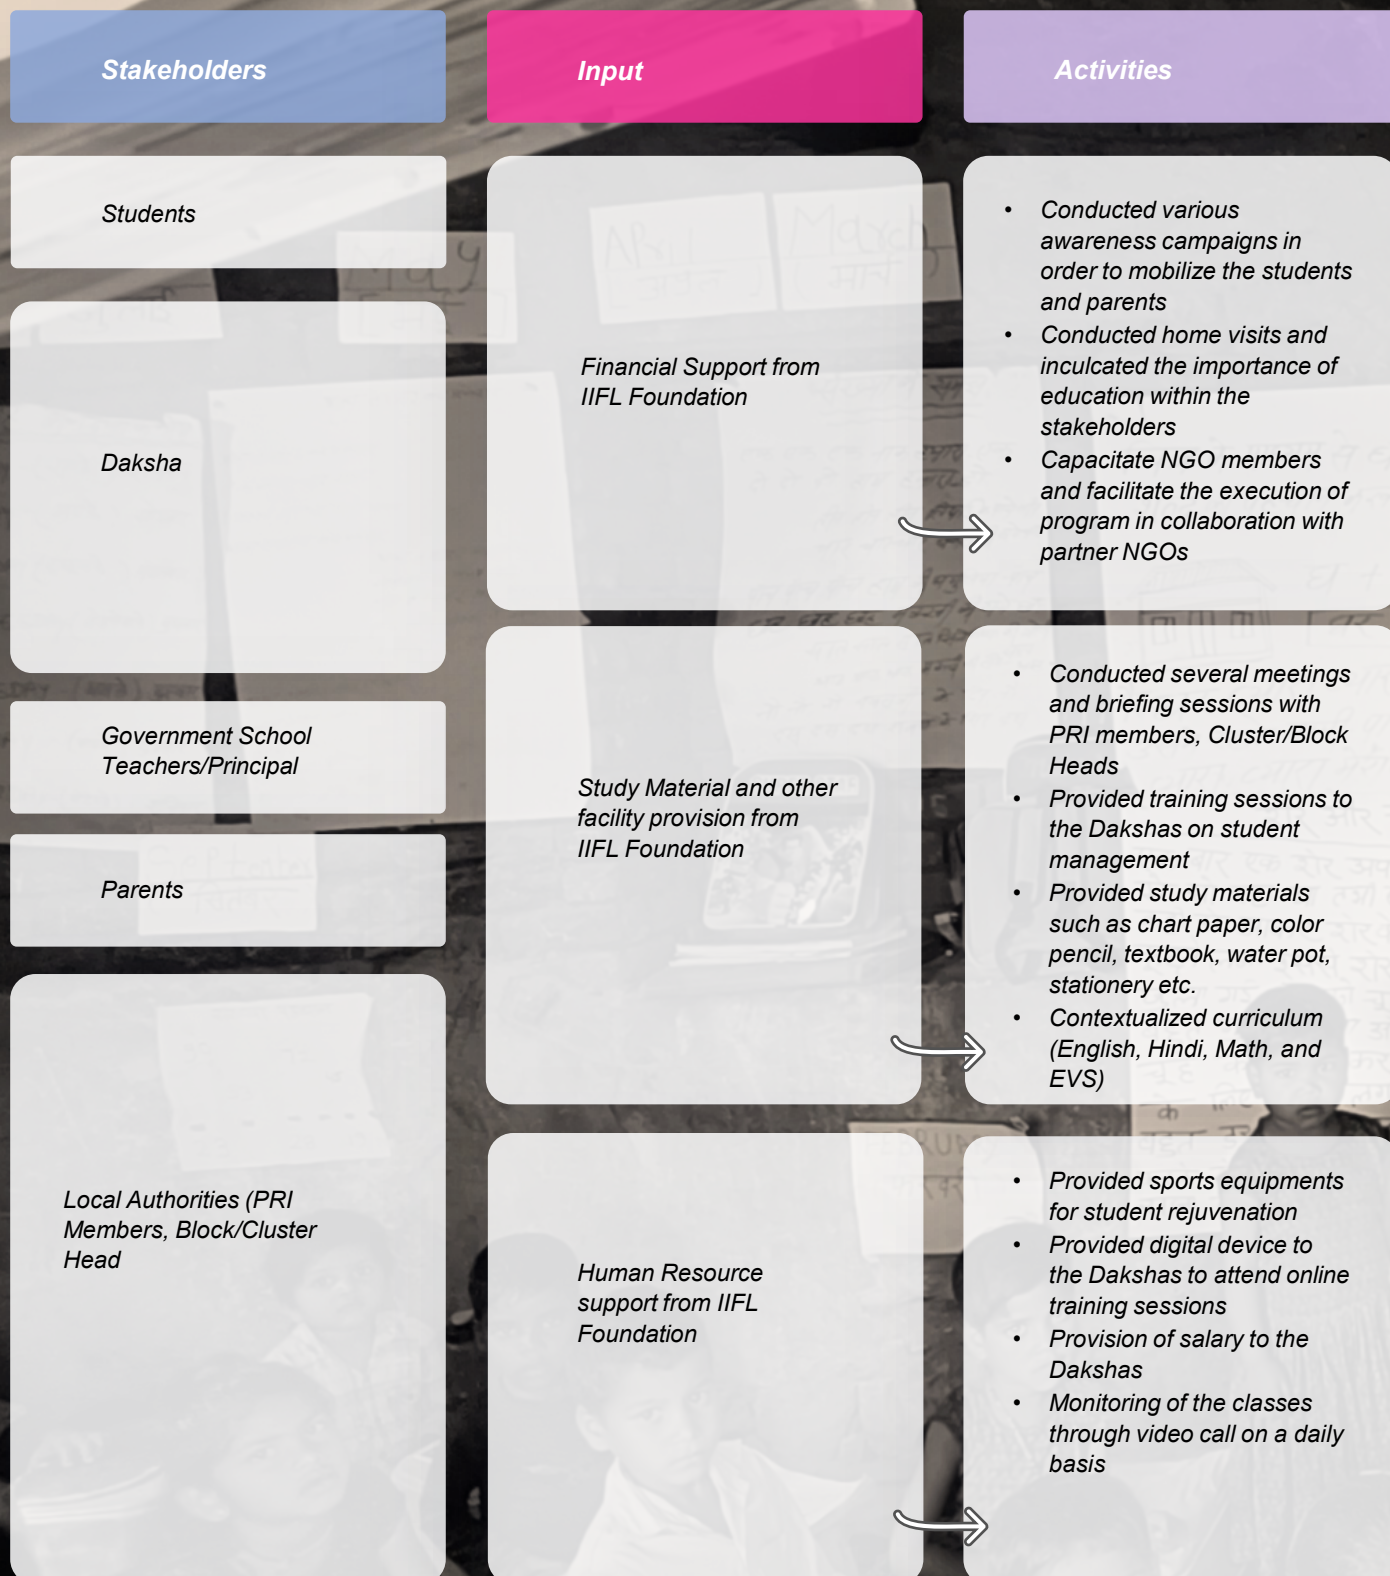 Stakeholders
Input
Activities
Students
Daksha
Government School
Teachers/Principal
Parents
Local Authorities (PRI
Members, Block/Cluster
Head
Financial Support from
IIFL Foundation
Study Material and other
facility provision from
IIFL Foundation
Human Resource
support from IIFL
Foundation
• Conducted various
awareness campaigns in
order to mobilize the students
and parents
• Conducted home visits and
inculcated the importance of
education within the
stakeholders
• Capacitate NGO members
and facilitate the execution of
program in collaboration with
partner NGOs
• Conducted several meetings
and briefing sessions with
PRI members, Cluster/Block
Heads
• Provided training sessions to
the Dakshas on student
management
• Provided study materials
such as chart paper, color
pencil, textbook, water pot,
stationery etc.
• Contextualized curriculum
(English, Hindi, Math, and
EVS)
• Provided sports equipments
for student rejuvenation
• Provided digital device to
the Dakshas to attend online
training sessions
• Provision of salary to the
Dakshas
• Monitoring of the classes
through video call on a daily
basis
May
April
March